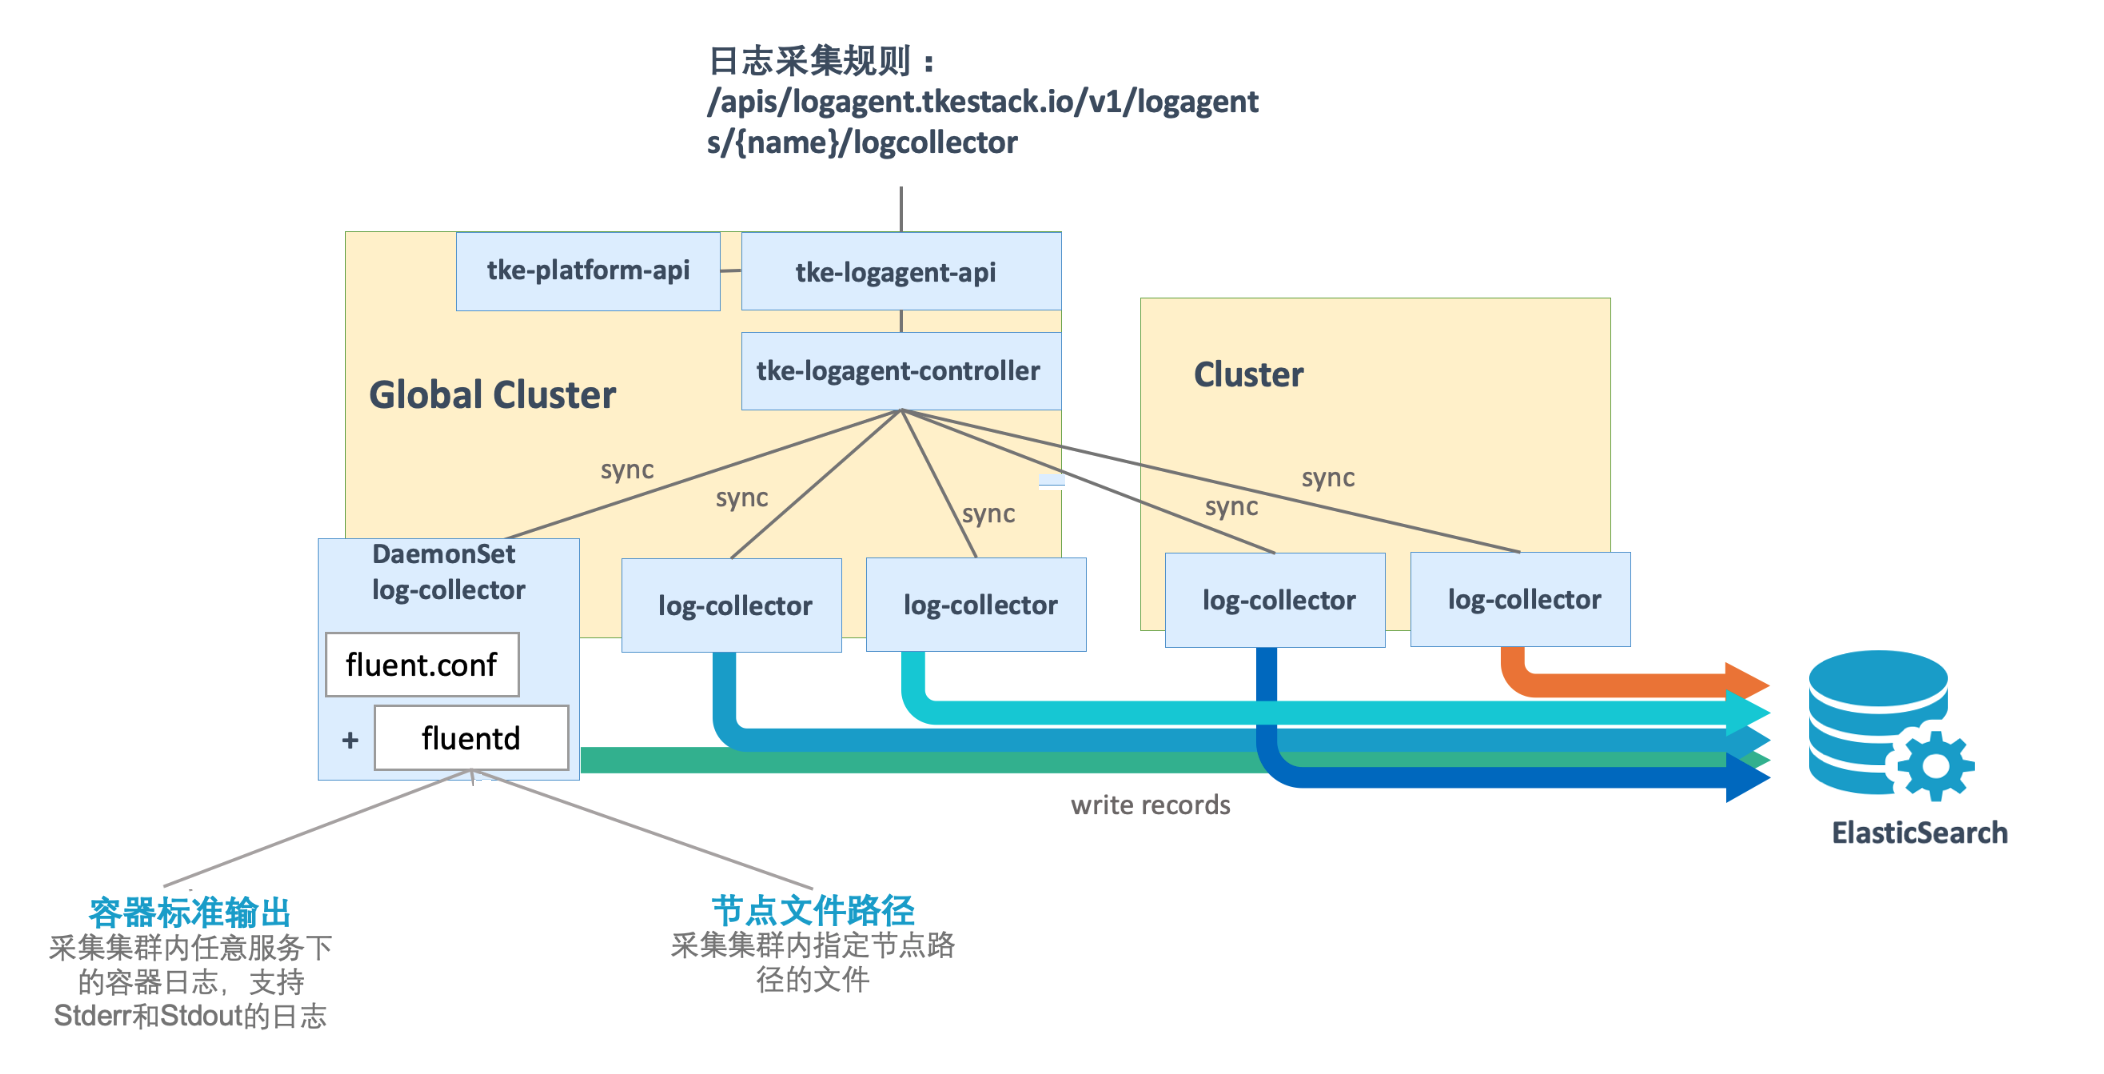 日志采集规则：
/apis/logagent.tkestack.io/v1/logagent
s/{name}/logcollector
tke-platform-api
tke-logagent-api
tke-logagent-controller
Global Cluster
Cluster
sync
sync
sync
sync
sync
DaemonSet
log-collector
log-collector
log-collector
log-collector
log-collector
fluent.conf
+
fluentd
write records
ElasticSearch
容器标准输出
采集集群内任意服务下
的容器日志，支持
Stderr和Stdout的日志
节点文件路径
采集集群内指定节点路
径的文件